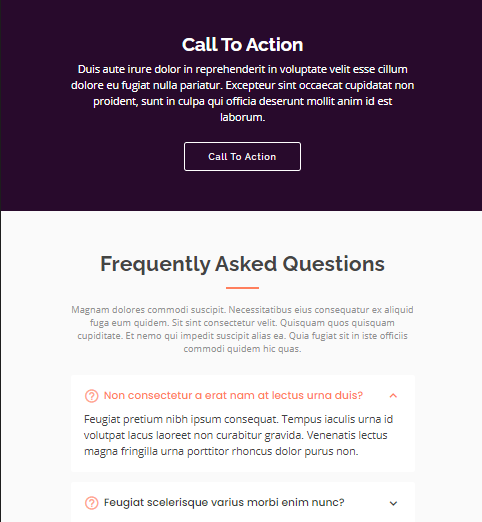 Call To Action
Duis aute irure dolor in reprehenderit in voluptate velit esse cillum
dolore eu fugiat nulla pariatur. Excepteur sint occaecat cupidatat non
proident, sunt in culpa qui officia deserunt mollit anim id est
laborum.
Call To Action
Frequently Asked Questions
Magnam dolores commodi suscipit. Necessitatibus eius consequatur ex aliquid
fuga eum quidem. Sit sint consectetur velit. Quisquam quos quisquam
cupiditate. Et nemo qui impedit suscipit alias ea. Quia fugiat sit in iste officiis
commodi quidem hic quas.
Non consectetur a erat nam at lectus urna duis?
Feugiat pretium nibh ipsum consequat. Tempus iaculis urna id
volutpat lacus laoreet non curabitur gravida. Venenatis lectus
magna fringilla urna porttitor rhoncus dolor purus non.
Feugiat scelerisque varius morbi enim nunc?